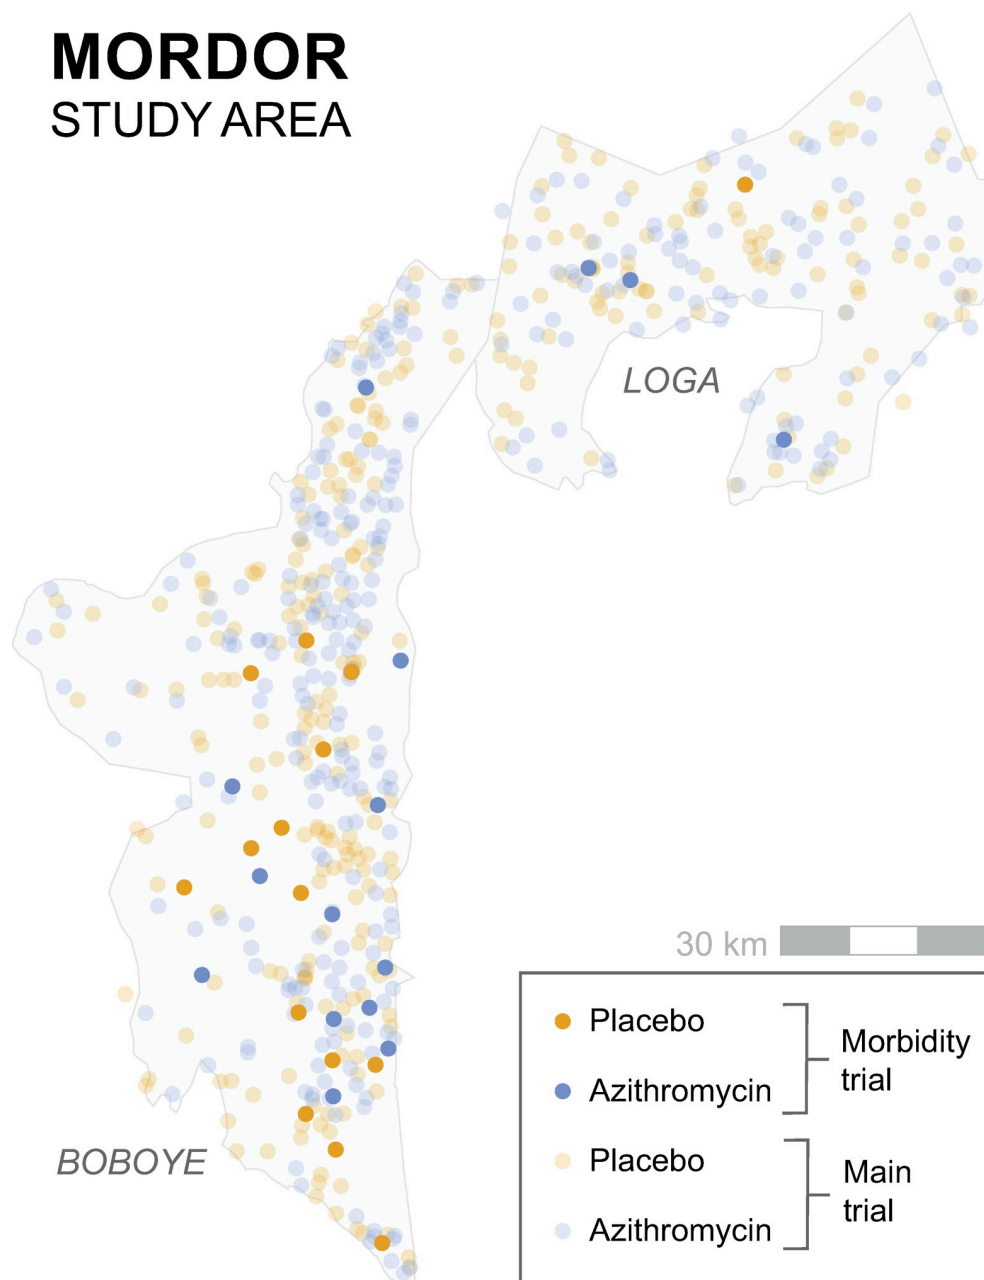 MORDOR
STUDY AREA
LOGA
30 km
Placebo
Azithromycin
Morbidity
trial
Placebo
Azithromycin
Main
trial
BOBOYE